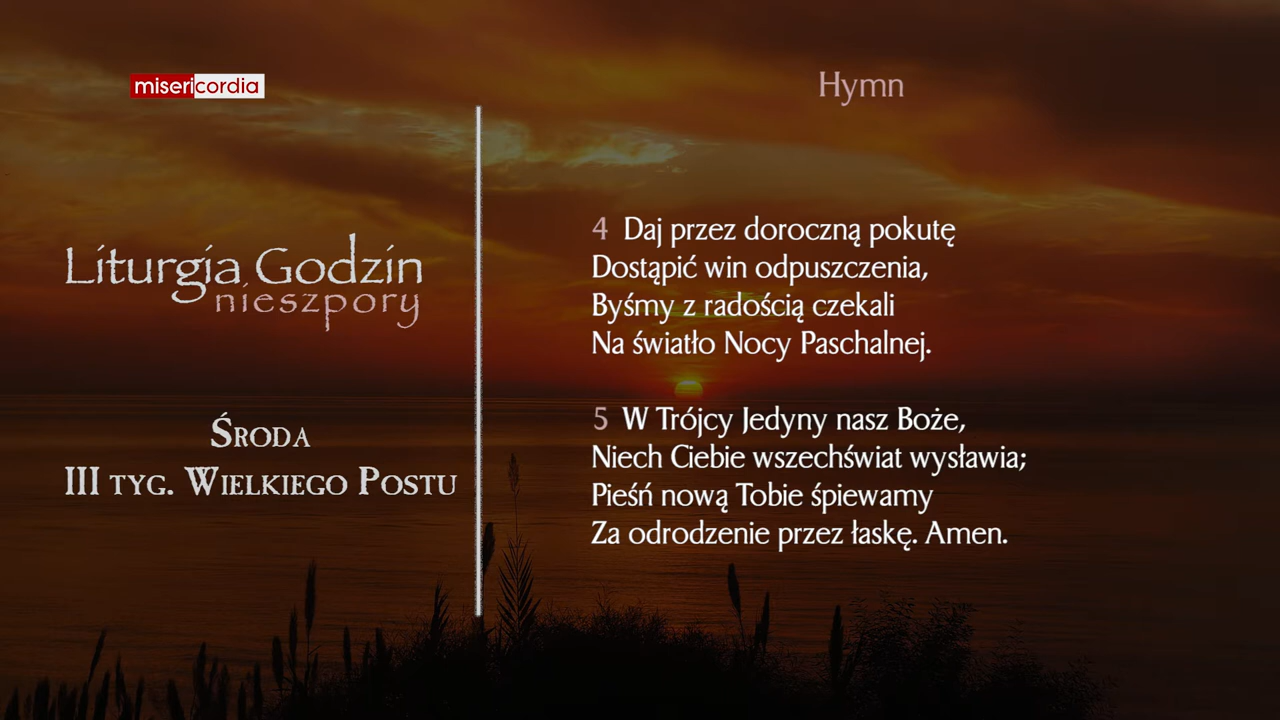 misericordia
Liturgia Godzin
nieszpory
Środa
III tyg. Wielkiego Postu
Hymn
4 Daj przez doroczną pokutę
Dostąpić win odpuszczenia,
Byśmy z radością czekali
Na światło Nocy Paschalnej.
5 W Trójcy Jedyny nasz Boże,
Niech Ciebie wszechświat wysławia;
Pieśń nową Tobie śpiewamy
Za odrodzenie przez łaskę. Amen.